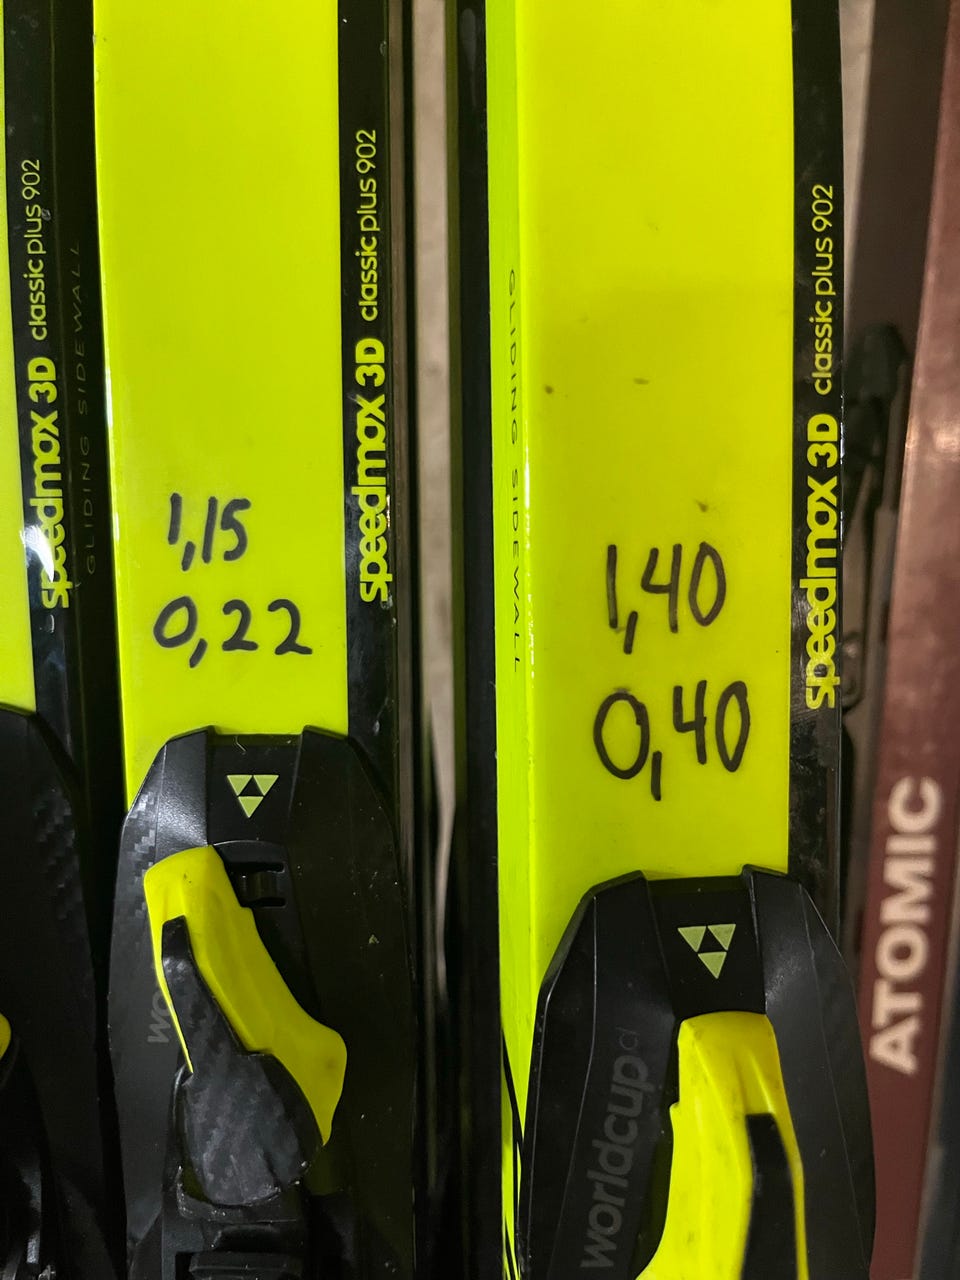 speedmax 3D classic plus 902
GLIDING SIDEWALL
1,15
0,22
speedmax 3D classic plus 902
GLIDING SIDEWALL
1,40
0,40
speedmax 3D classic plus 902
worldcup cl
ATOMIC